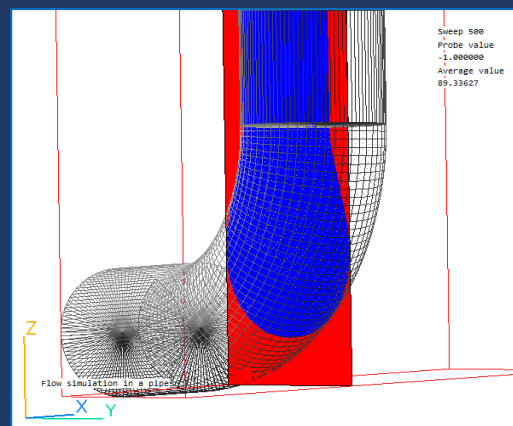 Sweep 500
Probe value
-1.000000
Average value
89.33627
Z
Flow simulation in a pipe
X
Y